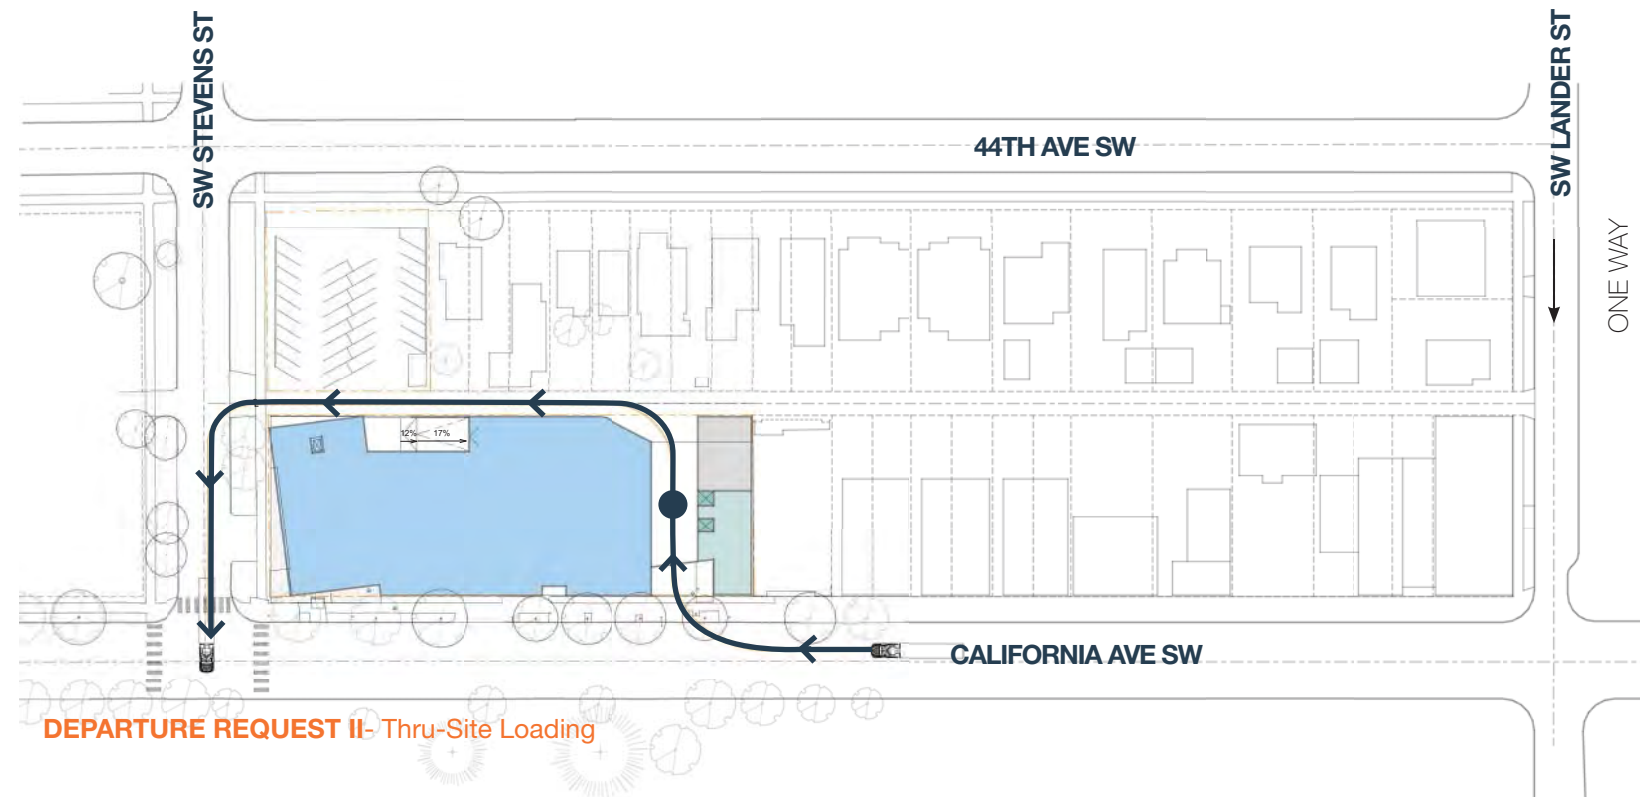 SW STEVENS ST
44TH AVE SW
SW LANDER ST
ONE WAY
12% 17%
CALIFORNIA AVE SW
DEPARTURE REQUEST II- Thru-Site Loading